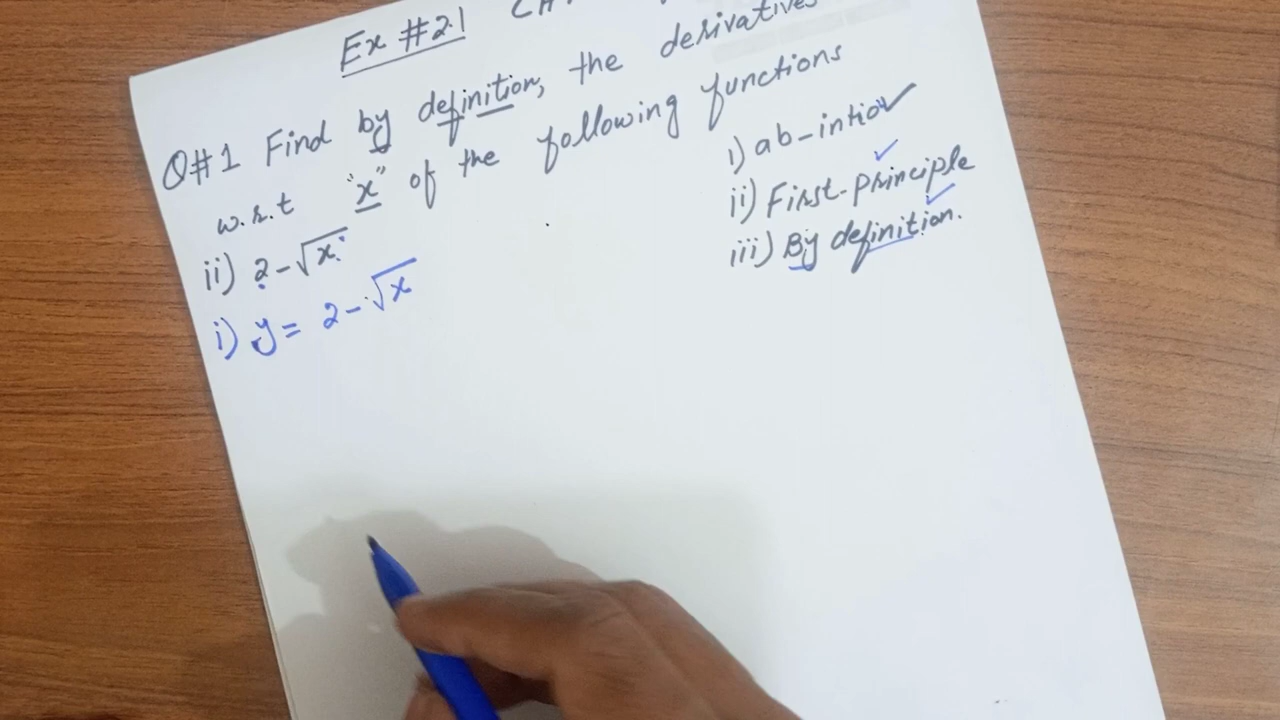 Ex #2.1
Q#1 Find by definition, the derivatives
w.r.t "x" of the following functions
ii) 2-√x
i) y = 2-√x
i) ab-intio
ii) First-principle
iii) By definition.